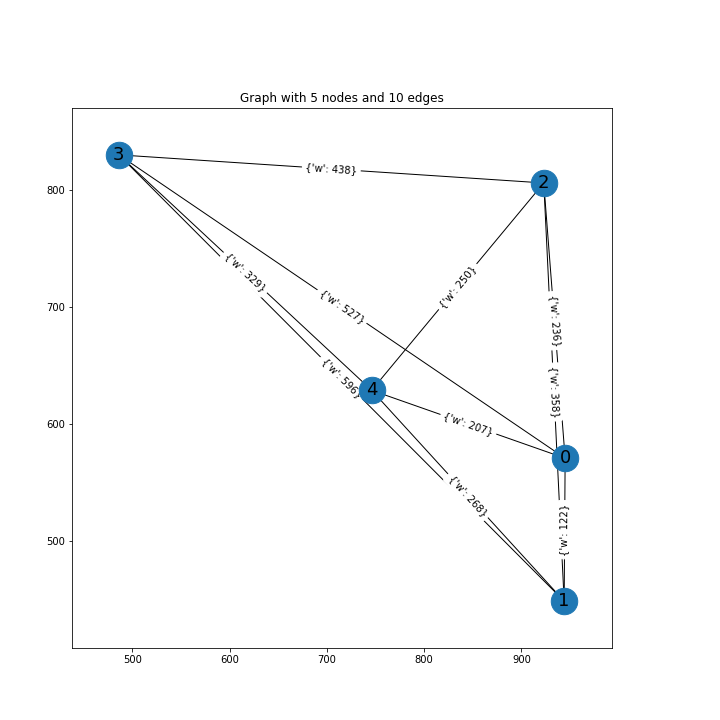 Graph with 5 nodes and 10 edges
3
{'w': 438}
2
800
{'w': 329}
{'w': 250}
{'w': 527}
{'w': 236}
700
{'w': 596}
4
{'w': 358}
600
{'w': 207}
0
{'w': 268}
500
{'w': 122}
1
500 600 700 800 900